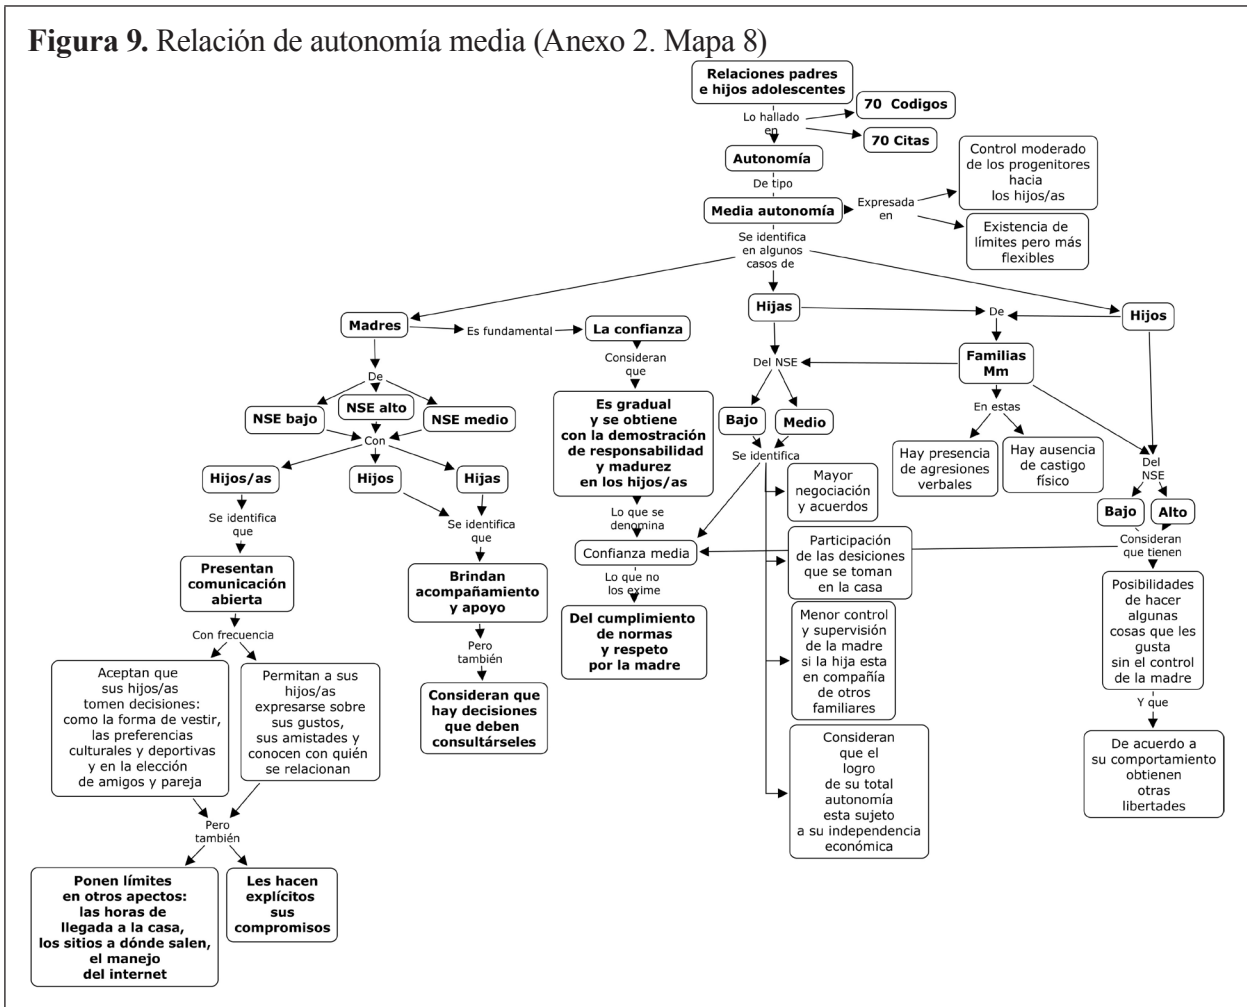 Figura 9. Relación de autonomía media (Anexo 2. Mapa 8)
Relaciones padres
e hijos adolescentes
Lo hallado
en
70 Codigos
70 Citas
Autonomía
De tipo
Media autonomía
Expresada
en
Control moderado
de los progenitores
hacia
los hijos/as
Existencia de
límites pero más
flexibles
Se identifica
en algunos
casos de
Madres
Es fundamental
La confianza
Hijas
De
Hijos
Consideran
que
Del NSE
Familias
Mm
De
NSE bajo
NSE alto
NSE medio
Con
Es gradual
y se obtiene
con la demostración
de responsabilidad
y madurez
en los hijos/as
Bajo
Medio
Se identifica
En estas
Hay presencia
de agresiones
verbales
Hay ausencia
de castigo
físico
Del
NSE
Bajo
Alto
Consideran
que tienen
Hijos/as
Hijos
Hijas
Se identifica
que
Se identifica
que
Lo que se
denomina
Confianza media
Lo que no
los exime
Del cumplimiento
de normas
y respeto
por la madre
Mayor
negociación
y acuerdos
Participación
de las desiciones
que se toman
en la casa
Menor control
y supervisión
de la madre
si la hija esta
en compañía
de otros
familiares
Consideran
que el
logro
de su total
autonomía
esta sujeto
a su independencia
económica
Posibilidades
de hacer
algunas
cosas que les
gusta
sin el control
de la madre
Y que
De acuerdo a
su comportamiento
obtienen
otras
libertades
Presentan
comunicación
abierta
Con frecuencia
Brindan
acompañamiento
y apoyo
Pero
también
Consideran que
hay decisiones
que deben
consultárseles
Aceptan que
sus hijos/as
tomen decisiones:
como la forma de vestir,
las preferencias
culturales y deportivas
y en la elección
de amigos y pareja
Permitan a sus
hijos/as
expresarse sobre
sus gustos,
sus amistades y
conocen con quién
se relacionan
Pero
también
Ponen límites
en otros apectos:
las horas de
llegada a la casa,
los sitios a dónde salen,
el manejo
del internet
Les hacen
explícitos
sus
compromisos